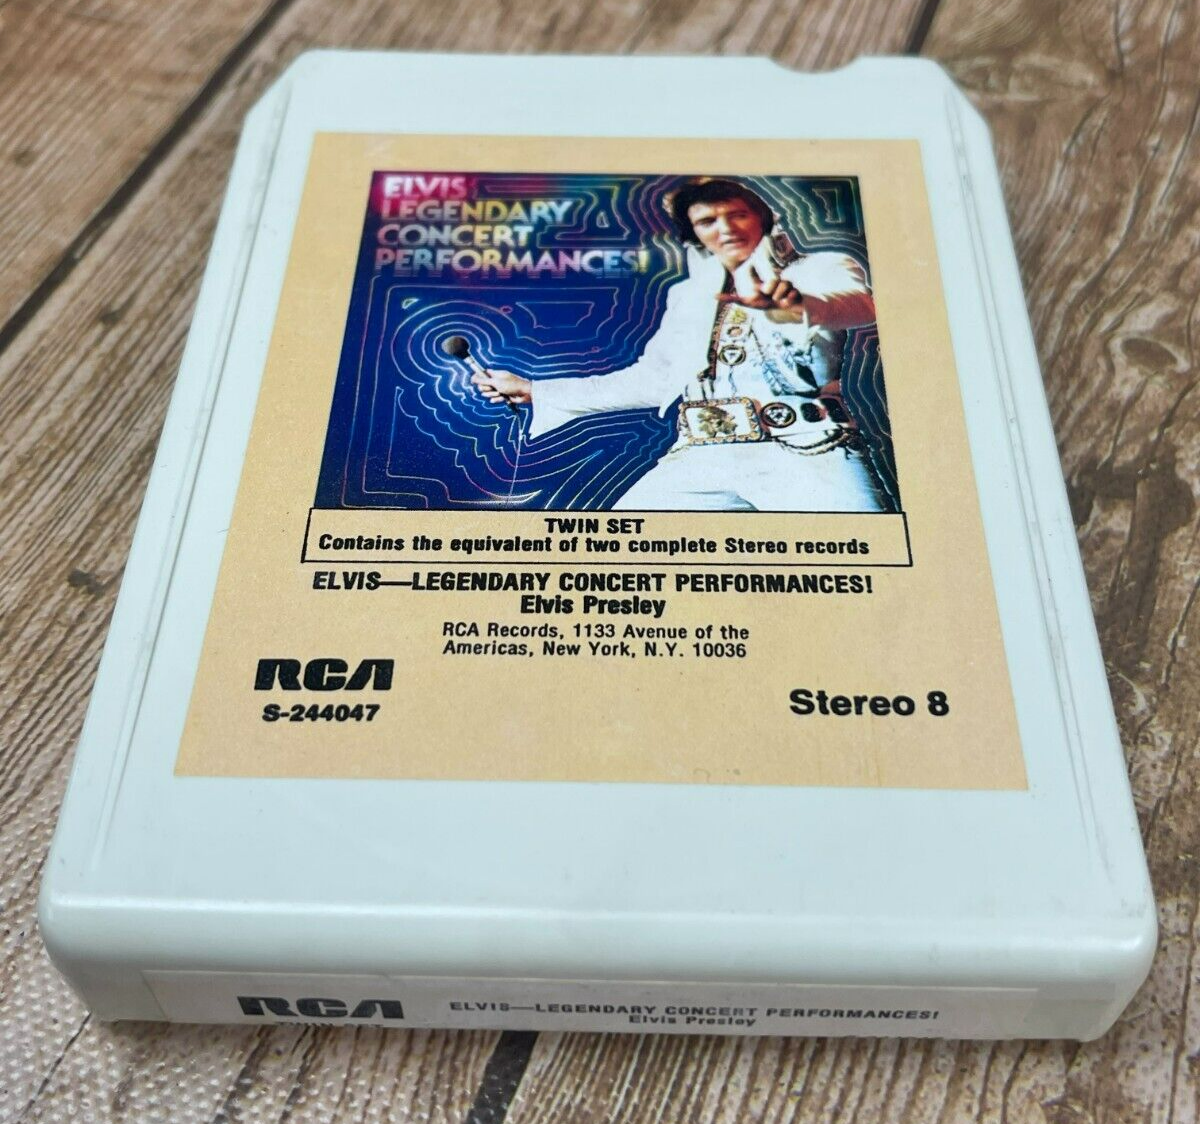 ELVIS
LEGENDARY
CONCERT
PERFORMANCES!
TWIN SET
Contains the equivalent of two complete Stereo records
ELVIS—LEGENDARY CONCERT PERFORMANCES!
Elvis Presley
RCA Records, 1133 Avenue of the
Americas, New York, N.Y. 10036
RCA
S-244047
Stereo 8
RCA
ELVIS—LEGENDARY CONCERT PERFORMANCES!
Elvis Presley